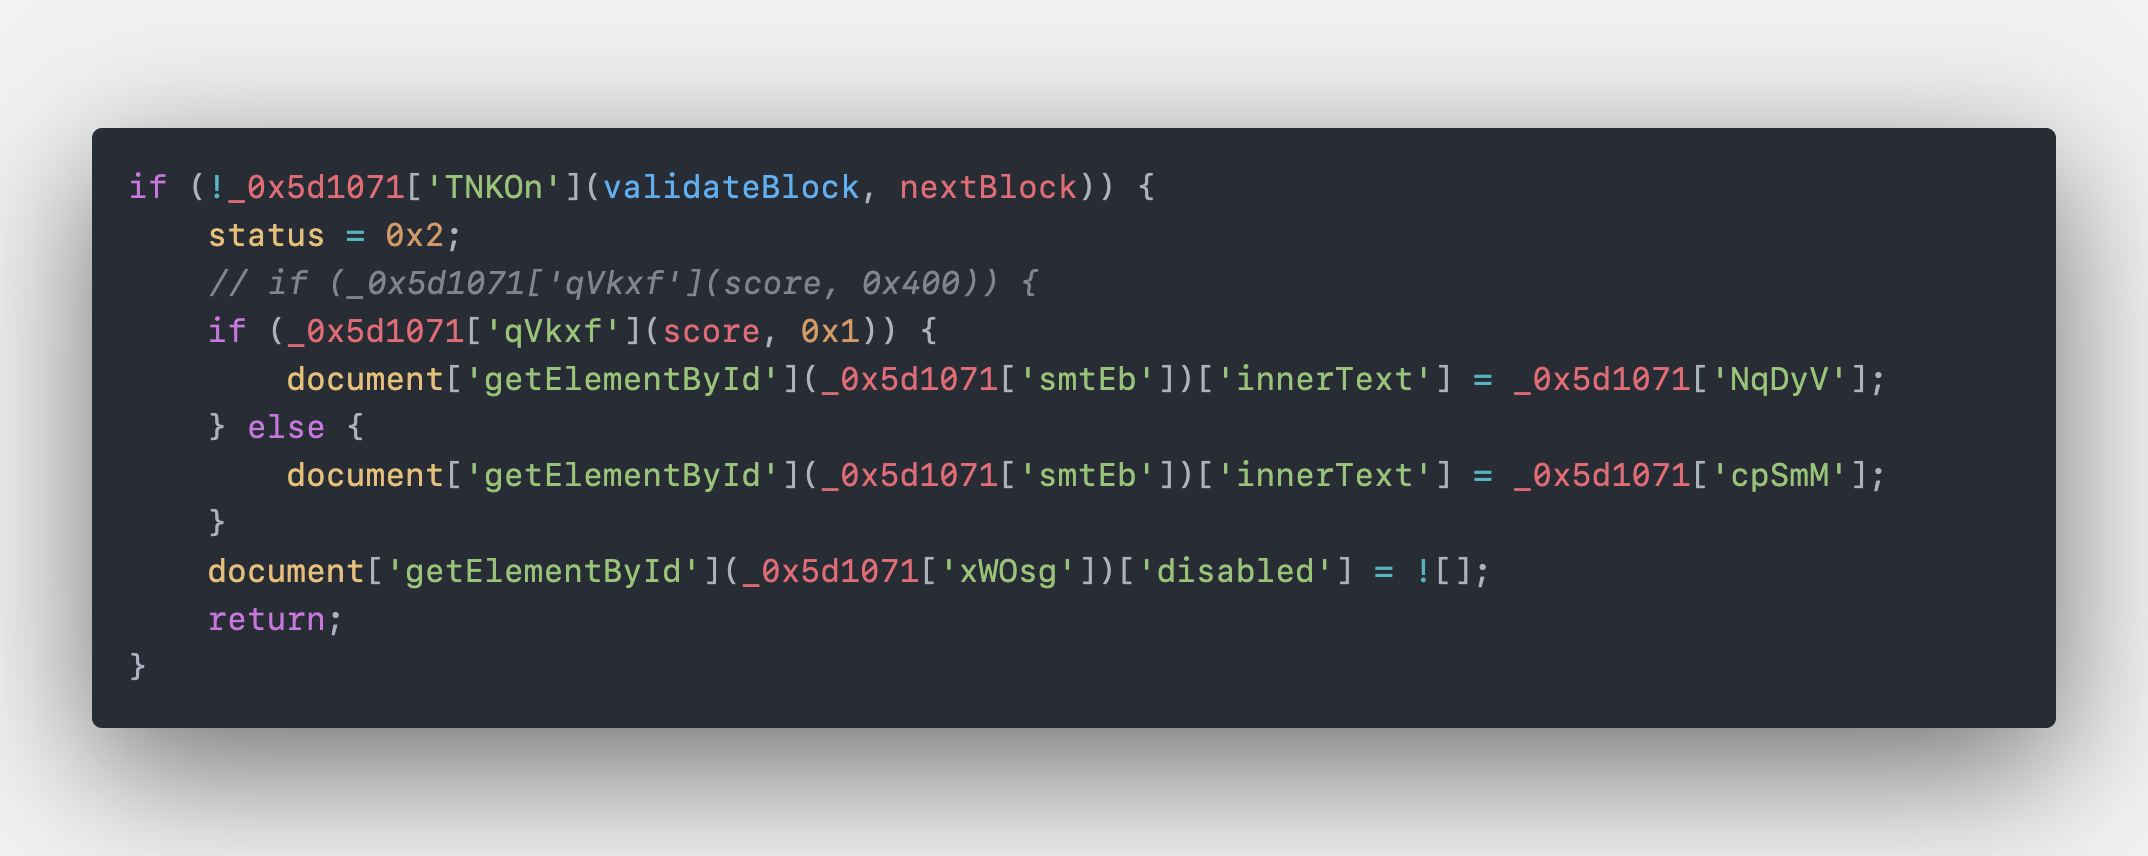 if (!_0x5d1071['TNKOn'](validateBlock, nextBlock)) {
    status = 0x2;
    // if (_0x5d1071['qVkxf'](score, 0x400)) {
    if (_0x5d1071['qVkxf'](score, 0x1)) {
        document['getElementById'](_0x5d1071['smtEb'])['innerText'] = _0x5d1071['NqDyV'];
    } else {
        document['getElementById'](_0x5d1071['smtEb'])['innerText'] = _0x5d1071['cpSmM'];
    }
    document['getElementById'](_0x5d1071['xWOsg'])['disabled'] = ![];
    return;
}